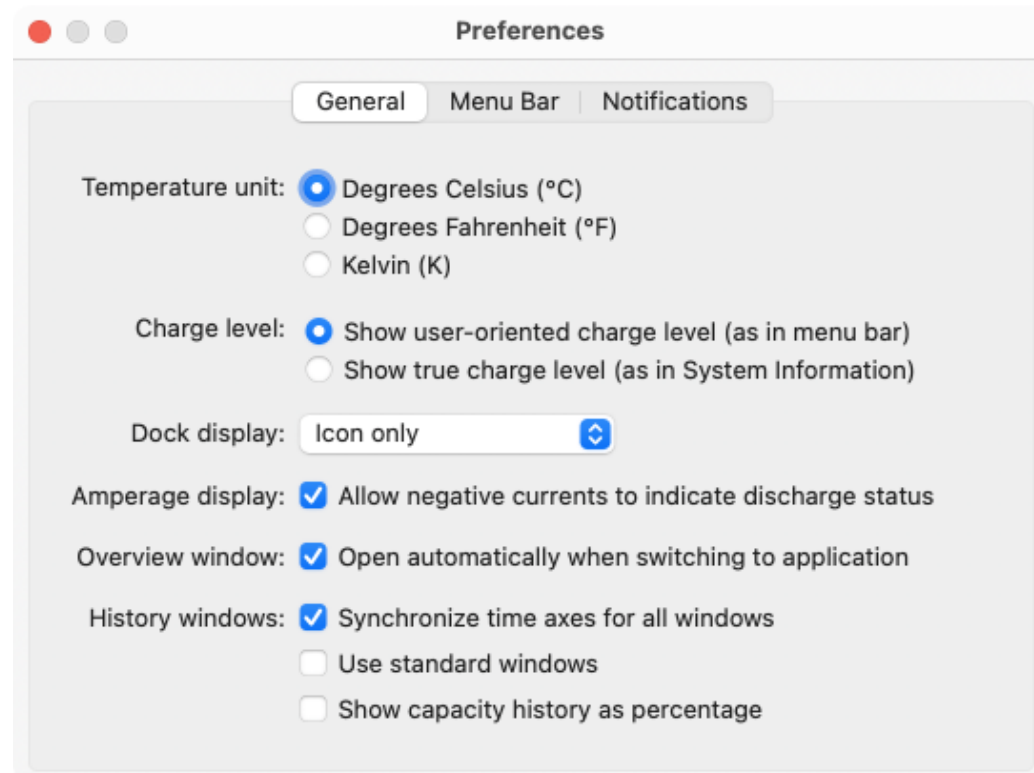 Preferences
General Menu Bar Notifications
Temperature unit: Degrees Celsius (°C)
Degrees Fahrenheit (°F)
Kelvin (K)
Charge level: Show user-oriented charge level (as in menu bar)
Show true charge level (as in System Information)
Dock display: Icon only
Amperage display: Allow negative currents to indicate discharge status
Overview window: Open automatically when switching to application
History windows: Synchronize time axes for all windows
Use standard windows
Show capacity history as percentage